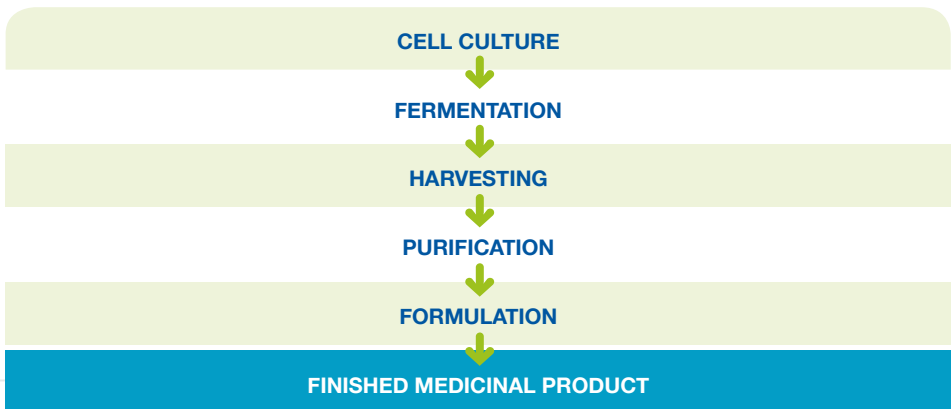 CELL CULTURE
FERMENTATION
HARVESTING
PURIFICATION
FORMULATION
FINISHED MEDICINAL PRODUCT